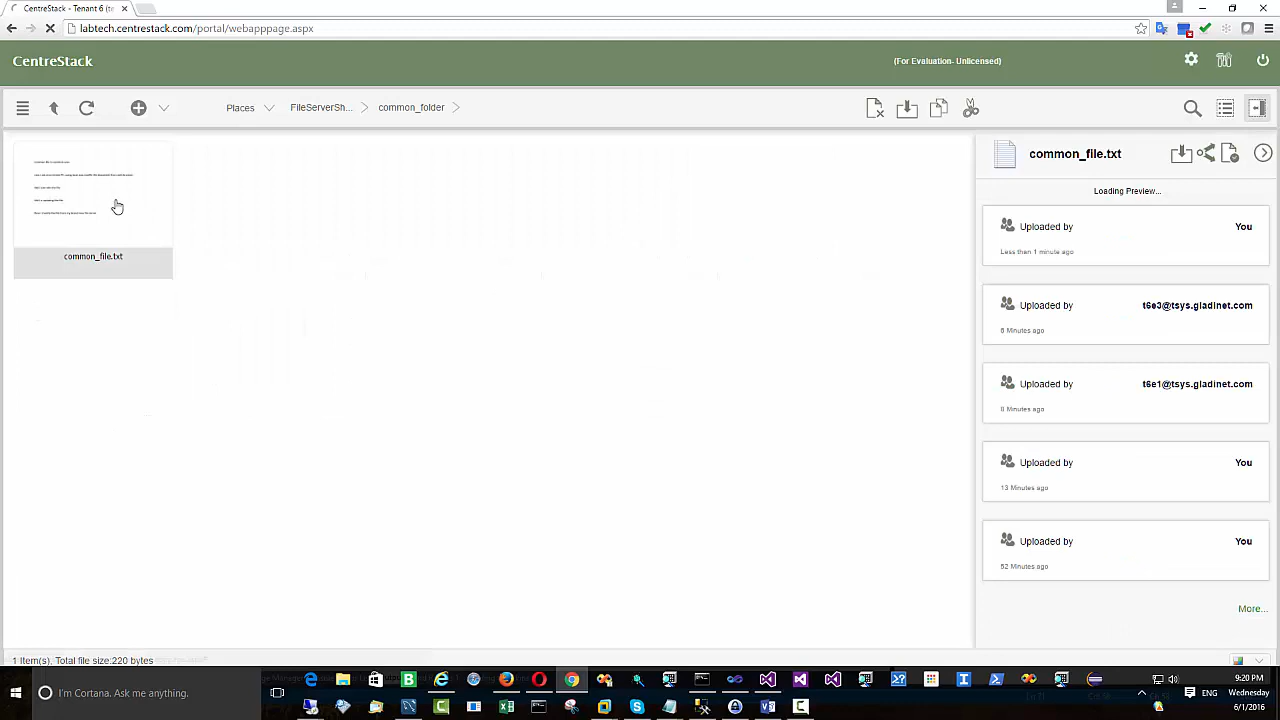 CentreStack - Tenant 6 (
labtech.centrestack.com/portal/webapppage.aspx
CentreStack
(For Evaluation- Unlicensed)
Places
FileServerSh...
common_folder
common_file.txt
common_file.txt
Loading Preview...
Uploaded by You
Less than 1 minute ago
Uploaded by t6e3@tsys.gladinet.com
6 Minutes ago
Uploaded by t6e1@tsys.gladinet.com
8 Minutes ago
Uploaded by You
13 Minutes ago
Uploaded by You
52 Minutes ago
More...
1 Item(s), Total file size:220 bytes
I'm Cortana. Ask me anything.
ENG
Wednesday
6/1/2016